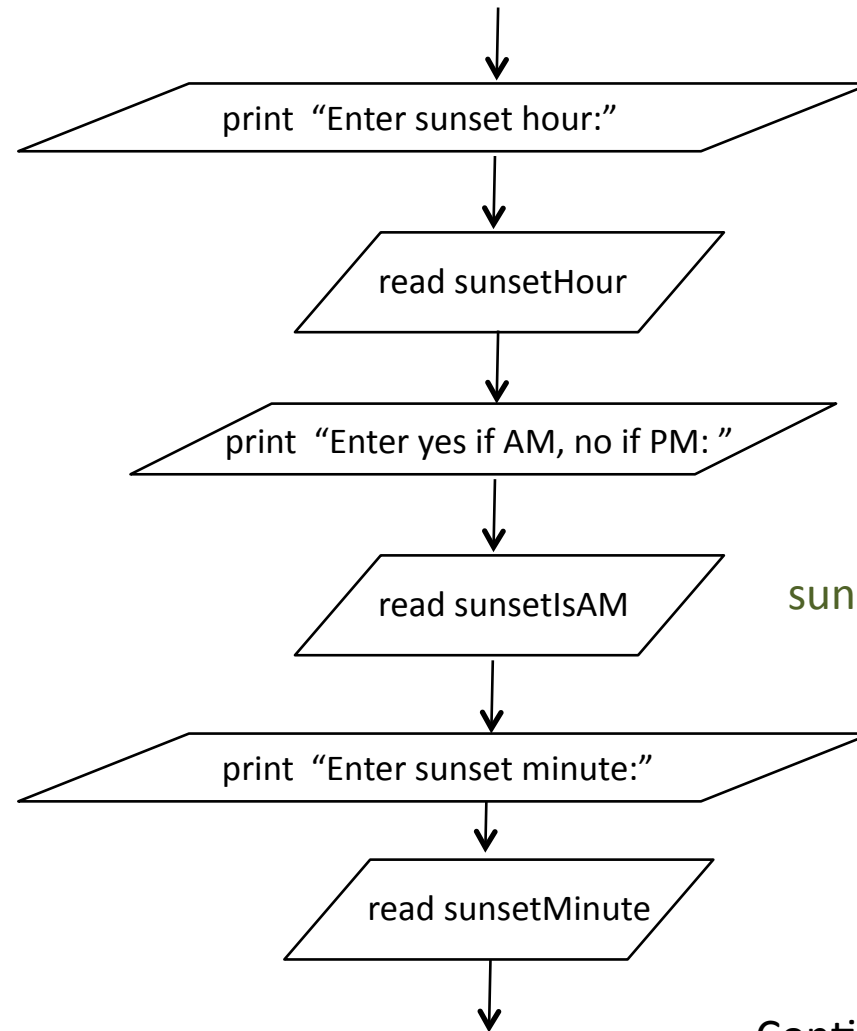 print “Enter sunset hour:”
read sunsetHour
print “Enter yes if AM, no if PM: ”
read sunsetIsAM
sun
print “Enter sunset minute:”
read sunsetMinute